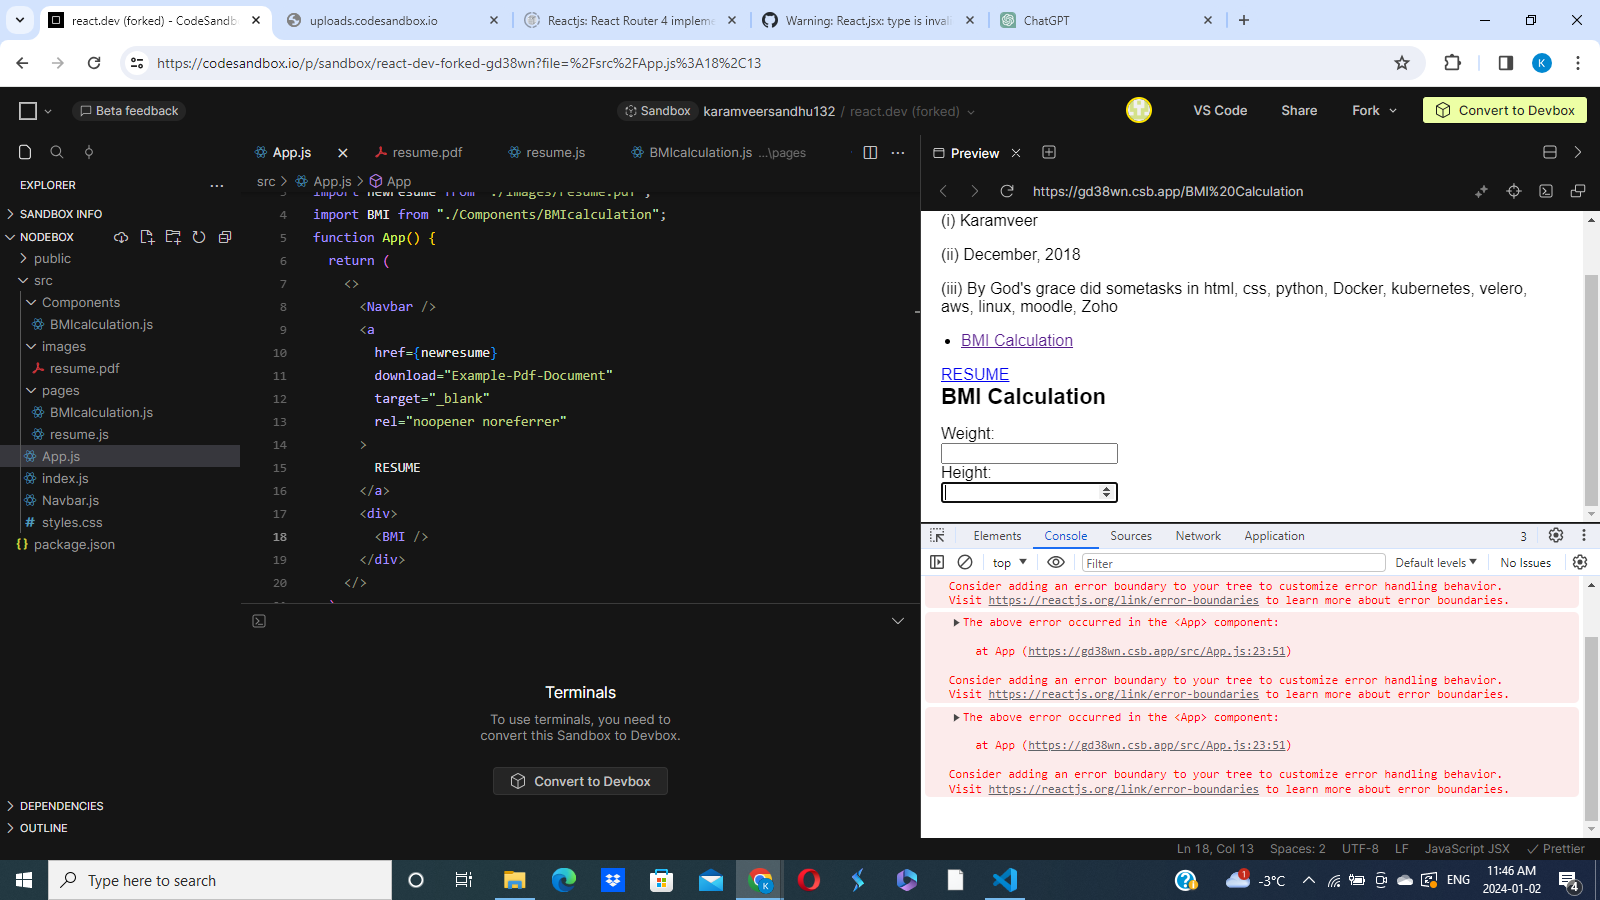 react.dev (forked) - CodeSandb
uploads.codesandbox.io
Reactjs: React Router 4 impleme
Warning: React.jsx: type is inval
ChatGPT
https://codesandbox.io/p/sandbox/react-dev-forked-gd38wn?file=%2Fsrc%2FApp.js%3A18%2C13
K
Beta feedback
Sandbox
karamveersandhu132 / react.dev (forked)
VS Code
Share
Fork
Convert to Devbox
App.js
resume.pdf
resume.js
BMIcalculation.js ...\pages
Preview
EXPLORER
src > App.js > App
https://gd38wn.csb.app/BMI%20Calculation
SANDBOX INFO
NODEBOX
public
src
Components
BMIcalculation.js
images
resume.pdf
pages
BMIcalculation.js
resume.js
App.js
index.js
Navbar.js
styles.css
package.json
DEPENDENCIES
OUTLINE
3 import newresume from "./images/resume.pdf";
4 import BMI from "./Components/BMIcalculation";
5 function App() {
6 return (
7 <>
8 <Navbar />
9 <a
10 href={newresume}
11 download="Example-Pdf-Document"
12 target="_blank"
13 rel="noopener noreferrer"
14 >
15 RESUME
16 </a>
17 <div>
18 <BMI />
19 </div>
20 </>
Terminals
To use terminals, you need to
convert this Sandbox to Devbox.
Convert to Devbox
(i) Karamveer
(ii) December, 2018
(iii) By God's grace did sometasks in html, css, python, Docker, kubernetes, velero,
aws, linux, moodle, Zoho
• BMI Calculation
RESUME
BMI Calculation
Weight:
Height:
Elements
Console
Sources
Network
Application
3
top
Filter
Default levels
No Issues
Consider adding an error boundary to your tree to customize error handling behavior.
Visit https://reactjs.org/link/error-boundaries to learn more about error boundaries.
The above error occurred in the <App> component:
at App (https://gd38wn.csb.app/src/App.js:23:51)
Consider adding an error boundary to your tree to customize error handling behavior.
Visit https://reactjs.org/link/error-boundaries to learn more about error boundaries.
The above error occurred in the <App> component:
at App (https://gd38wn.csb.app/src/App.js:23:51)
Consider adding an error boundary to your tree to customize error handling behavior.
Visit https://reactjs.org/link/error-boundaries to learn more about error boundaries.
Ln 18, Col 13
Spaces: 2
UTF-8
LF
JavaScript JSX
Prettier
Type here to search
K
1
-3°C
ENG
11:46 AM
2024-01-02
4